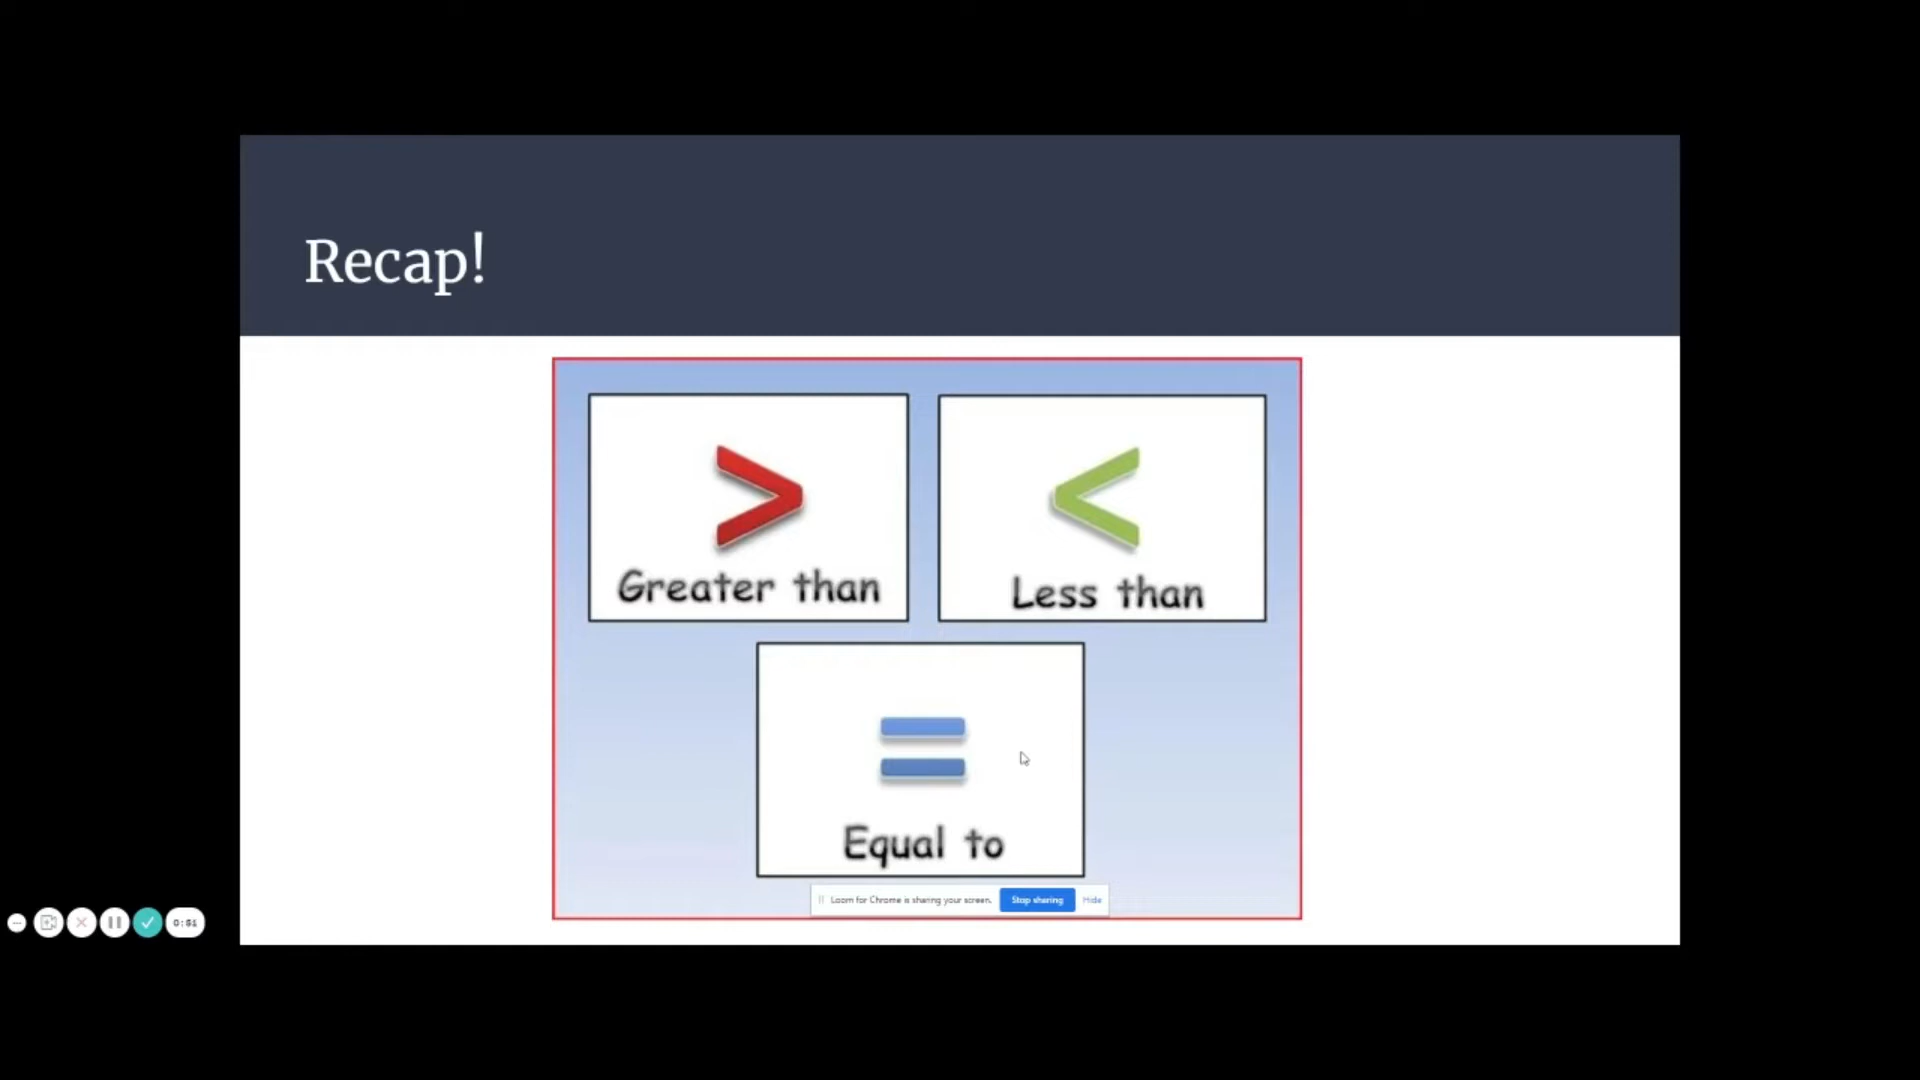 Recap!
>
<
Greater than
Less than
=
Equal to
Loom for Chrome is sharing your screen. Stop sharing Hide